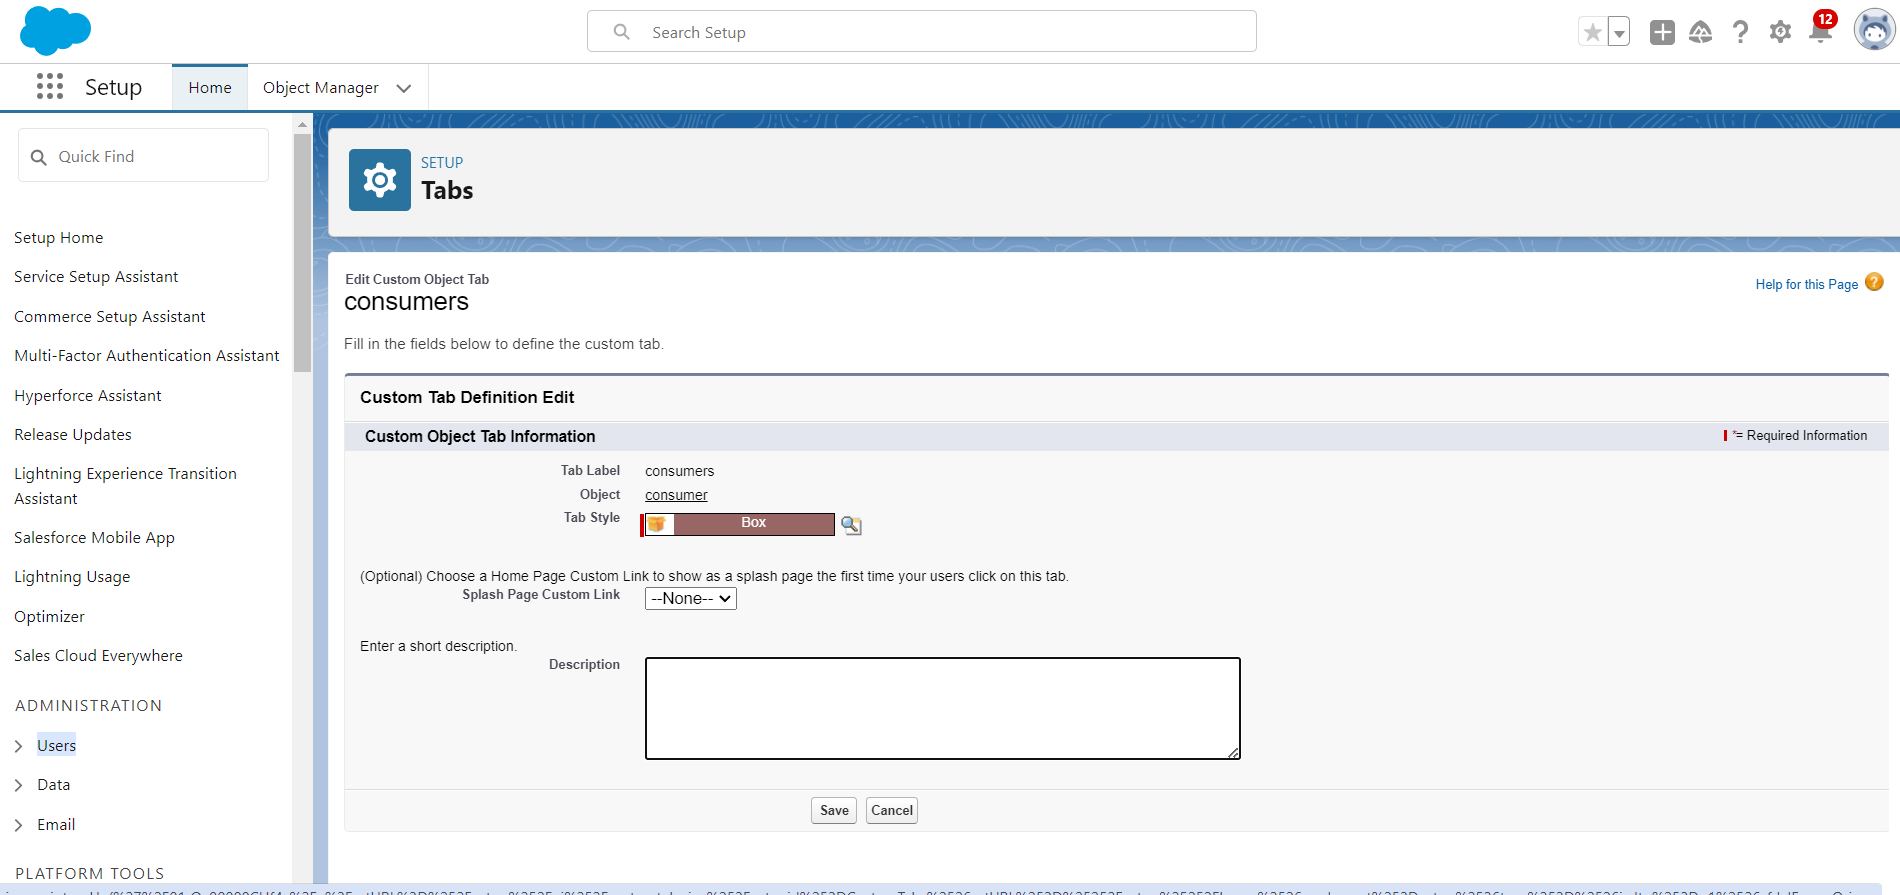 Search Setup
12
Setup
Home
Object Manager
Quick Find
Setup Home
Service Setup Assistant
Commerce Setup Assistant
Multi-Factor Authentication Assistant
Hyperforce Assistant
Release Updates
Lightning Experience Transition
Assistant
Salesforce Mobile App
Lightning Usage
Optimizer
Sales Cloud Everywhere
ADMINISTRATION
Users
Data
Email
PLATFORM TOOLS
SETUP
Tabs
Edit Custom Object Tab
consumers
Help for this Page
Fill in the fields below to define the custom tab.
Custom Tab Definition Edit
Custom Object Tab Information
*= Required Information
Tab Label consumers
Object consumer
Tab Style Box
(Optional) Choose a Home Page Custom Link to show as a splash page the first time your users click on this tab.
Splash Page Custom Link --None--
Enter a short description.
Description
Save Cancel